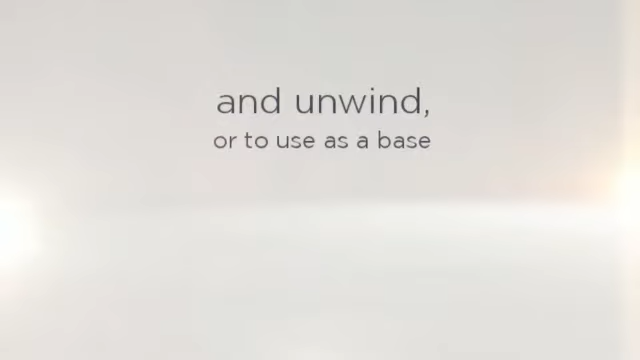 and unwind,
or to use as a base